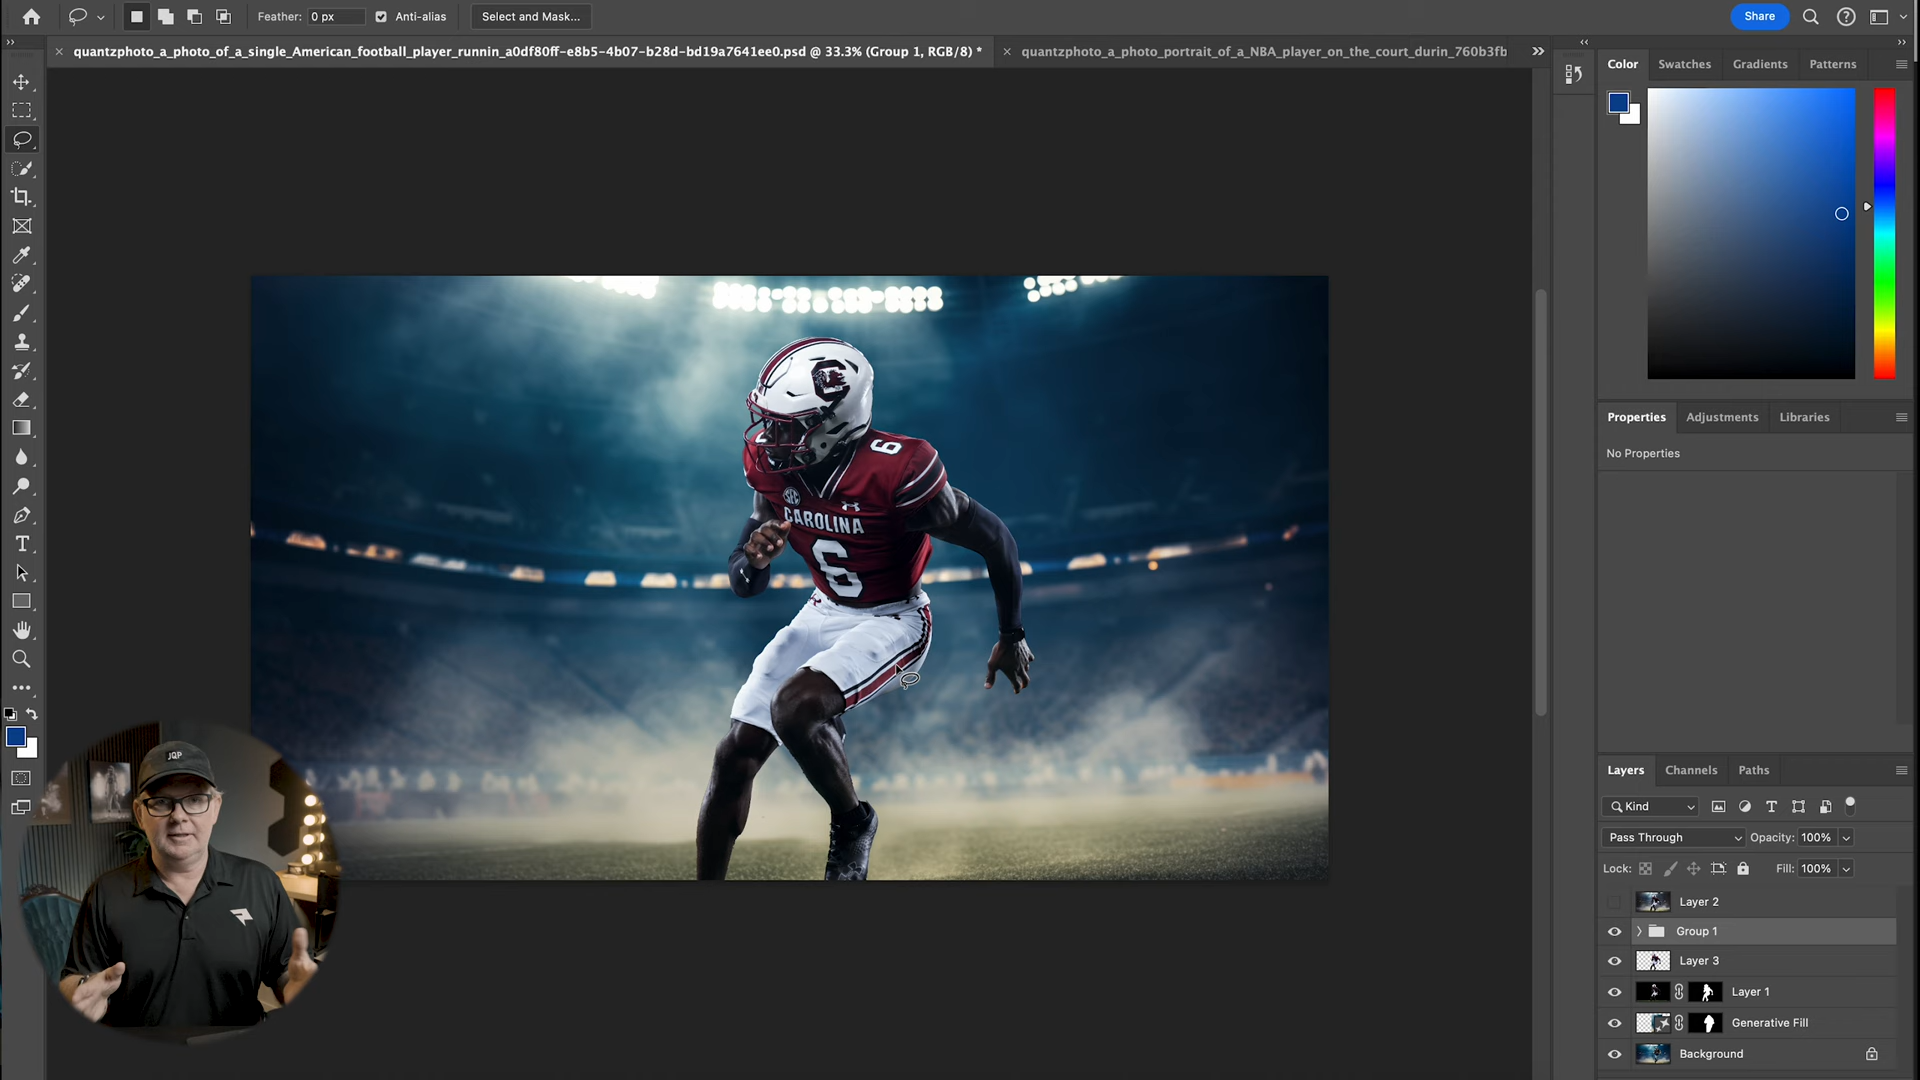 Feather: 0 px Anti-alias Select and Mask... Share
quantzphoto_a_photo_of_a_single_American_football_player_runnin_a0df80ff-e8b5-4b07-b28d-bd19a7641ee0.psd @ 33.3% (Group 1, RGB/8) *
quantzphoto_a_photo_portrait_of_a_NBA_player_on_the_court_durin_760b3fb
Color Swatches Gradients Patterns
Properties Adjustments Libraries
No Properties
6
SEC
CAROLINA
6
JQP
Layers Channels Paths
Kind
Pass Through Opacity: 100%
Lock: Fill: 100%
Layer 2
Group 1
Layer 3
Layer 1
Generative Fill
Background